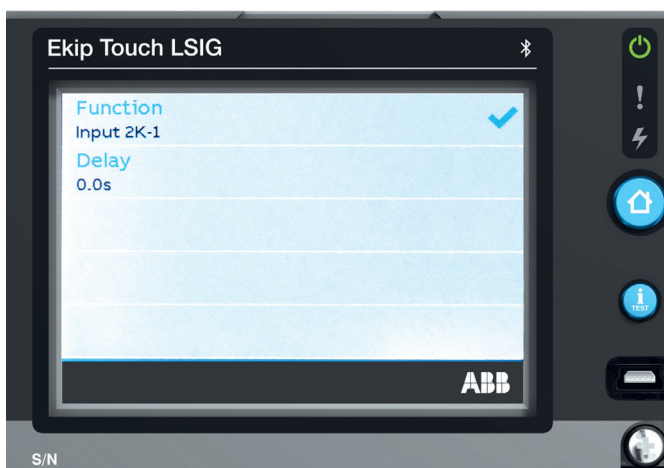 Ekip Touch LSIG
Function
Input 2K-1
Delay
0.0s
i
TEST
ABB
S/N